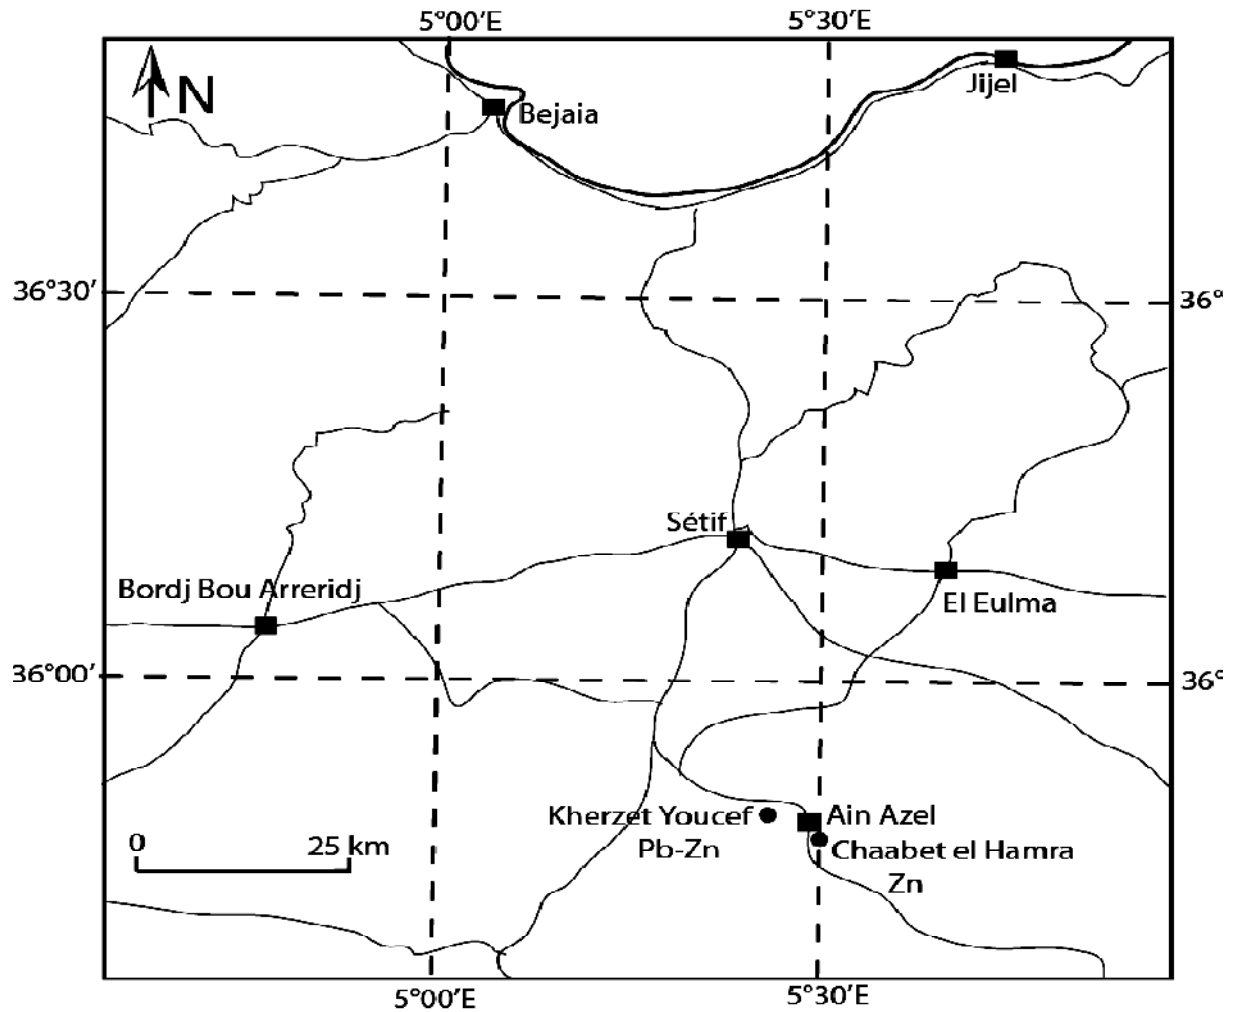 5°00′E 5°30′E
N
Jijel
Bejaia
36°30′
36°
Sétif
Bordj Bou Arreridj
El Eulma
36°00′
36°
Kherzet Youcef
Pb-Zn
Ain Azel
Chaabet el Hamra
Zn
0 25 km
5°00′E 5°30′E